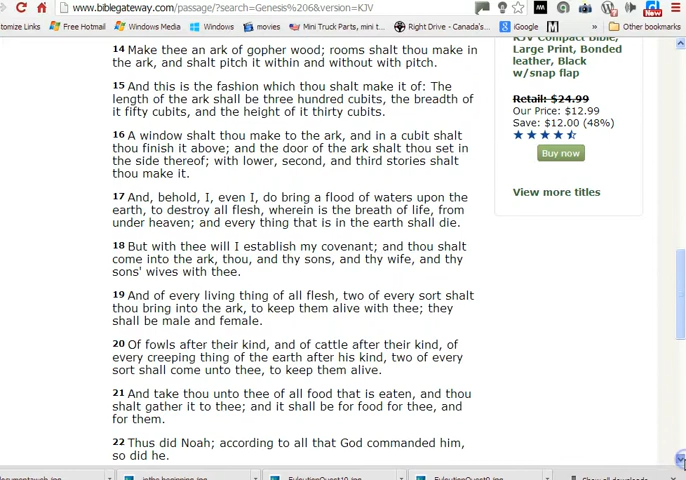 www.biblegateway.com/passage/?search=Genesis%206&version=KJV
tomize Links Free Hotmail Windows Media Windows movies Mini Truck Parts, mini t... Right Drive - Canada's... iGoogle » Other bookmarks
14 Make thee an ark of gopher wood; rooms shalt thou make in
the ark, and shalt pitch it within and without with pitch.
15 And this is the fashion which thou shalt make it of: The
length of the ark shall be three hundred cubits, the breadth of
it fifty cubits, and the height of it thirty cubits.
16 A window shalt thou make to the ark, and in a cubit shalt
thou finish it above; and the door of the ark shalt thou set in
the side thereof; with lower, second, and third stories shalt
thou make it.
17 And, behold, I, even I, do bring a flood of waters upon the
earth, to destroy all flesh, wherein is the breath of life, from
under heaven; and every thing that is in the earth shall die.
18 But with thee will I establish my covenant; and thou shalt
come into the ark, thou, and thy sons, and thy wife, and thy
sons' wives with thee.
19 And of every living thing of all flesh, two of every sort shalt
thou bring into the ark, to keep them alive with thee; they
shall be male and female.
20 Of fowls after their kind, and of cattle after their kind, of
every creeping thing of the earth after his kind, two of every
sort shall come unto thee, to keep them alive.
21 And take thou unto thee of all food that is eaten, and thou
shalt gather it to thee; and it shall be for food for thee, and
for them.
22 Thus did Noah; according to all that God commanded him,
so did he.
KJV Compact Bible,
Large Print, Bonded
leather, Black
w/snap flap
Retail: $24.99
Our Price: $12.99
Save: $12.00 (48%)
Buy now
View more titles
New
inthe beginning.jpg
Show all downloads